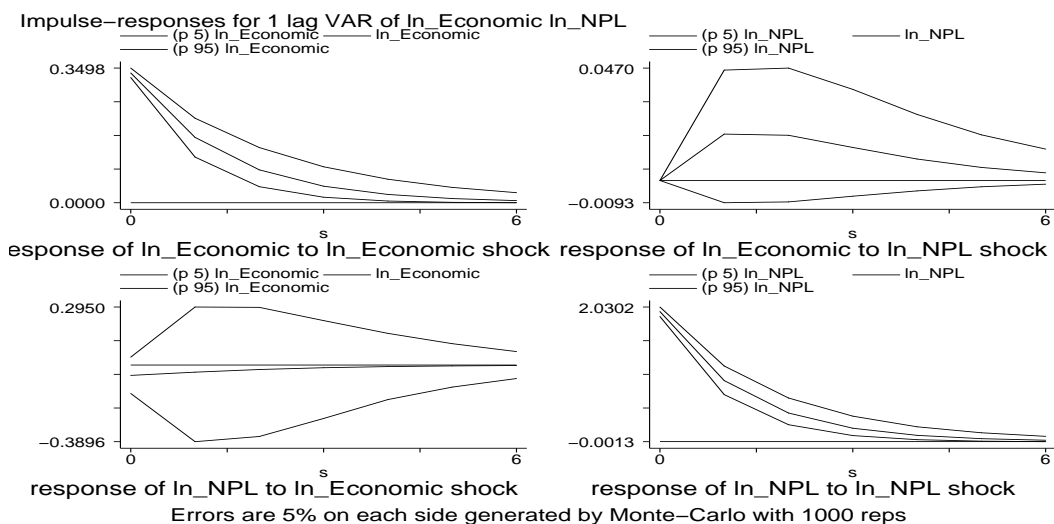 Impulse−responses for 1 lag VAR of ln_Economic ln_NPL
(p 5) ln_Economic ln_Economic
(p 95) ln_Economic
0.3498
0.0000
0 6
s
esponse of ln_Economic to ln_Economic shock
(p 5) ln_NPL ln_NPL
(p 95) ln_NPL
0.0470
−0.0093
0 6
s
response of ln_Economic to ln_NPL shock
(p 5) ln_Economic ln_Economic
(p 95) ln_Economic
0.2950
−0.3896
0 6
s
response of ln_NPL to ln_Economic shock
(p 5) ln_NPL ln_NPL
(p 95) ln_NPL
2.0302
−0.0013
0 6
s
response of ln_NPL to ln_NPL shock
Errors are 5% on each side generated by Monte−Carlo with 1000 reps